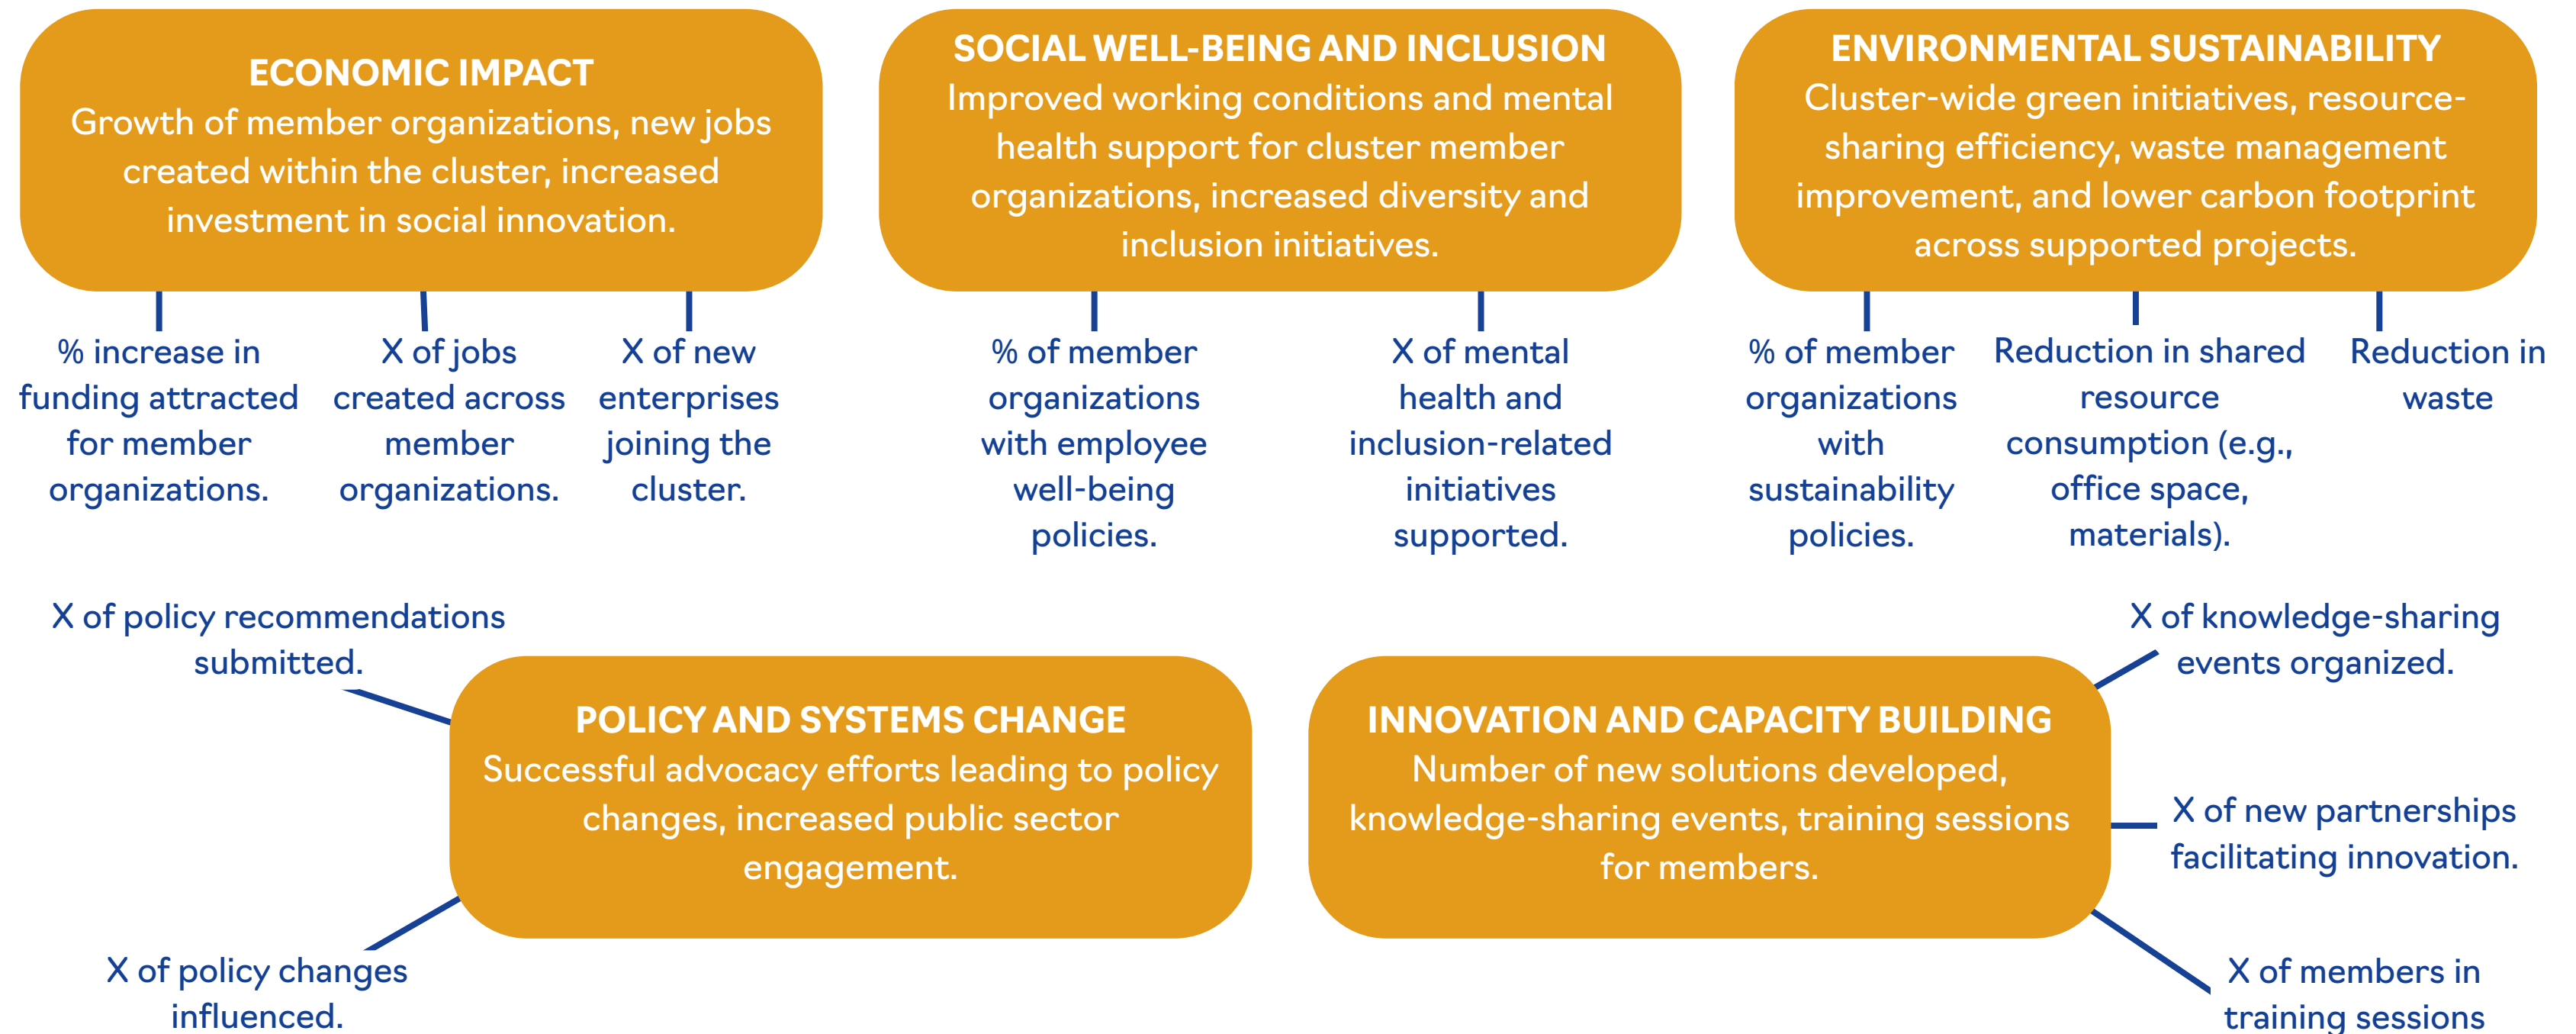 ECONOMIC IMPACT
Growth of member organizations, new jobs
created within the cluster, increased
investment in social innovation.
% increase in
funding attracted
for member
organizations.
X of jobs
created across
member
organizations.
X of new
enterprises
joining the
cluster.
SOCIAL WELL-BEING AND INCLUSION
Improved working conditions and mental
health support for cluster member
organizations, increased diversity and
inclusion initiatives.
% of member
organizations
with employee
well-being
policies.
X of mental
health and
inclusion-related
initiatives
supported.
ENVIRONMENTAL SUSTAINABILITY
Cluster-wide green initiatives, resource-
sharing efficiency, waste management
improvement, and lower carbon footprint
across supported projects.
% of member
organizations
with
sustainability
policies.
Reduction in shared
resource
consumption (e.g.,
office space,
materials).
Reduction in
waste
X of policy recommendations
submitted.
POLICY AND SYSTEMS CHANGE
Successful advocacy efforts leading to policy
changes, increased public sector
engagement.
X of policy changes
influenced.
INNOVATION AND CAPACITY BUILDING
Number of new solutions developed,
knowledge-sharing events, training sessions
for members.
X of knowledge-sharing
events organized.
X of new partnerships
facilitating innovation.
X of members in
training sessions